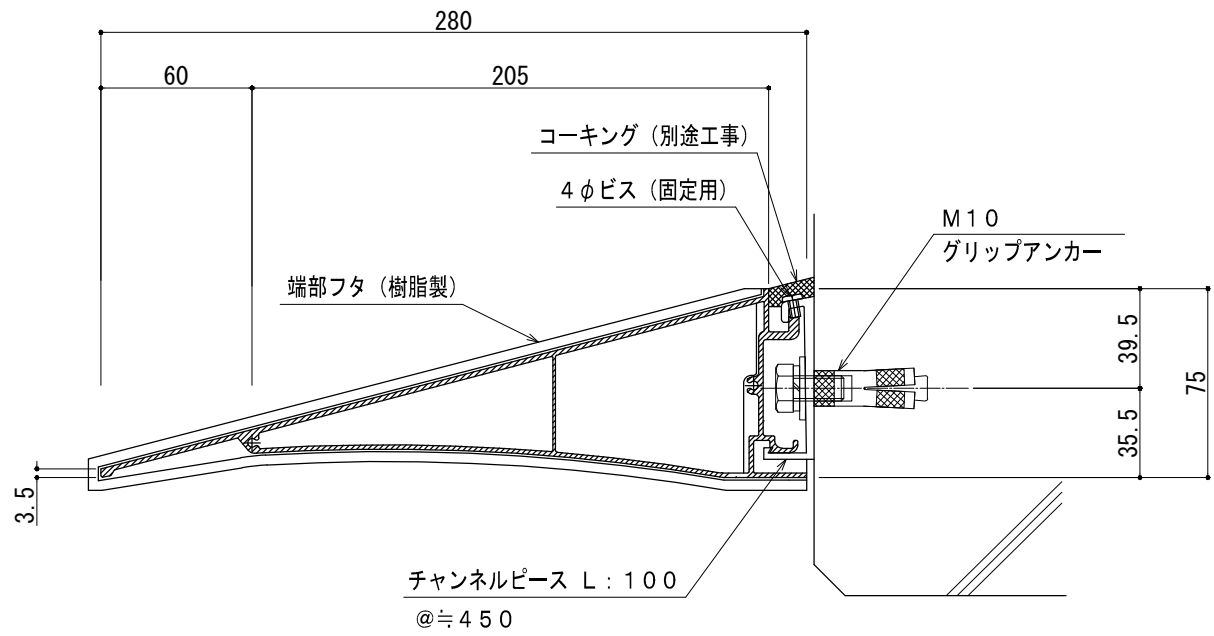 280
60
205
コーキング（別途工事）
4φビス（固定用）
M10
グリップアンカー
端部フタ（樹脂製）
39.5
75
35.5
3.5
チャンネルピース L：100
@≒450